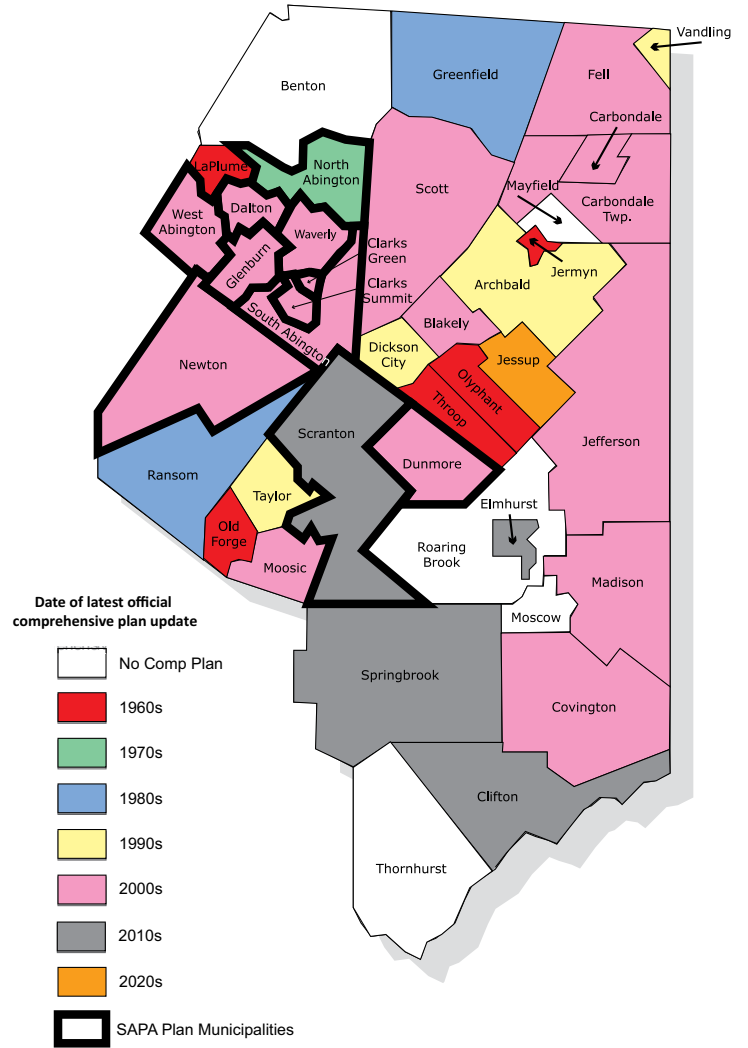 Vandling
Benton
Greenfield
Fell
Carbondale
LaPlume
North
Abington
Scott
Mayfield
Carbondale
Twp.
West
Abington
Dalton
Waverly
Clarks
Green
Glenburn
Jermyn
Archbald
Clarks
Summit
South Abington
Blakely
Dickson
City
Jessup
Newton
Olyphant
Throop
Scranton
Jefferson
Dunmore
Ransom
Taylor
Elmhurst
Old
Forge
Roaring
Brook
Moosic
Madison
Moscow
Date of latest official
comprehensive plan update
No Comp Plan
Springbrook
1960s
Covington
1970s
1980s
Clifton
1990s
Thornhurst
2000s
2010s
2020s
SAPA Plan Municipalities